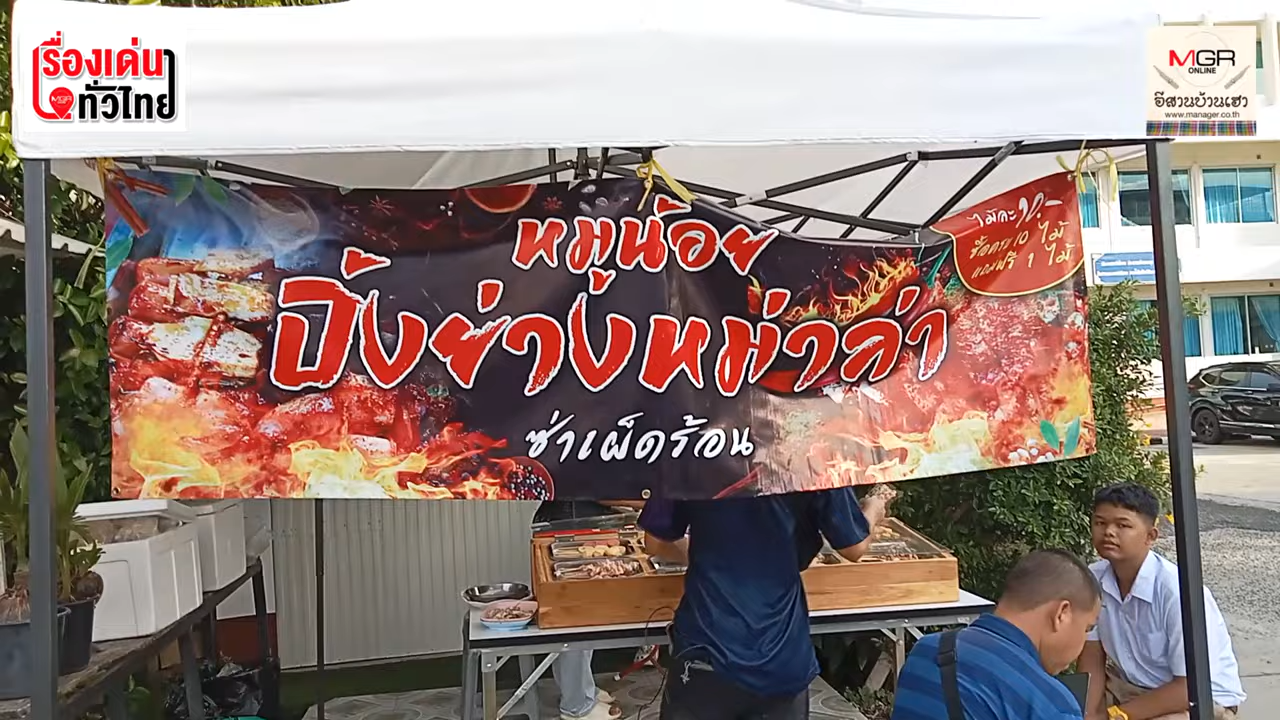 เรื่องเด่น
MGR
ทั่วไทย
MGR
ONLINE
อีสานบ้านเฮา
www.manager.co.th
หมูน้อย
ปิ้งย่างหม่าล่า
ซ่าเผ็ดร้อน
ไม้ละ 10.-
ซื้อครบ 10 ไม้
แถมฟรี 1 ไม้